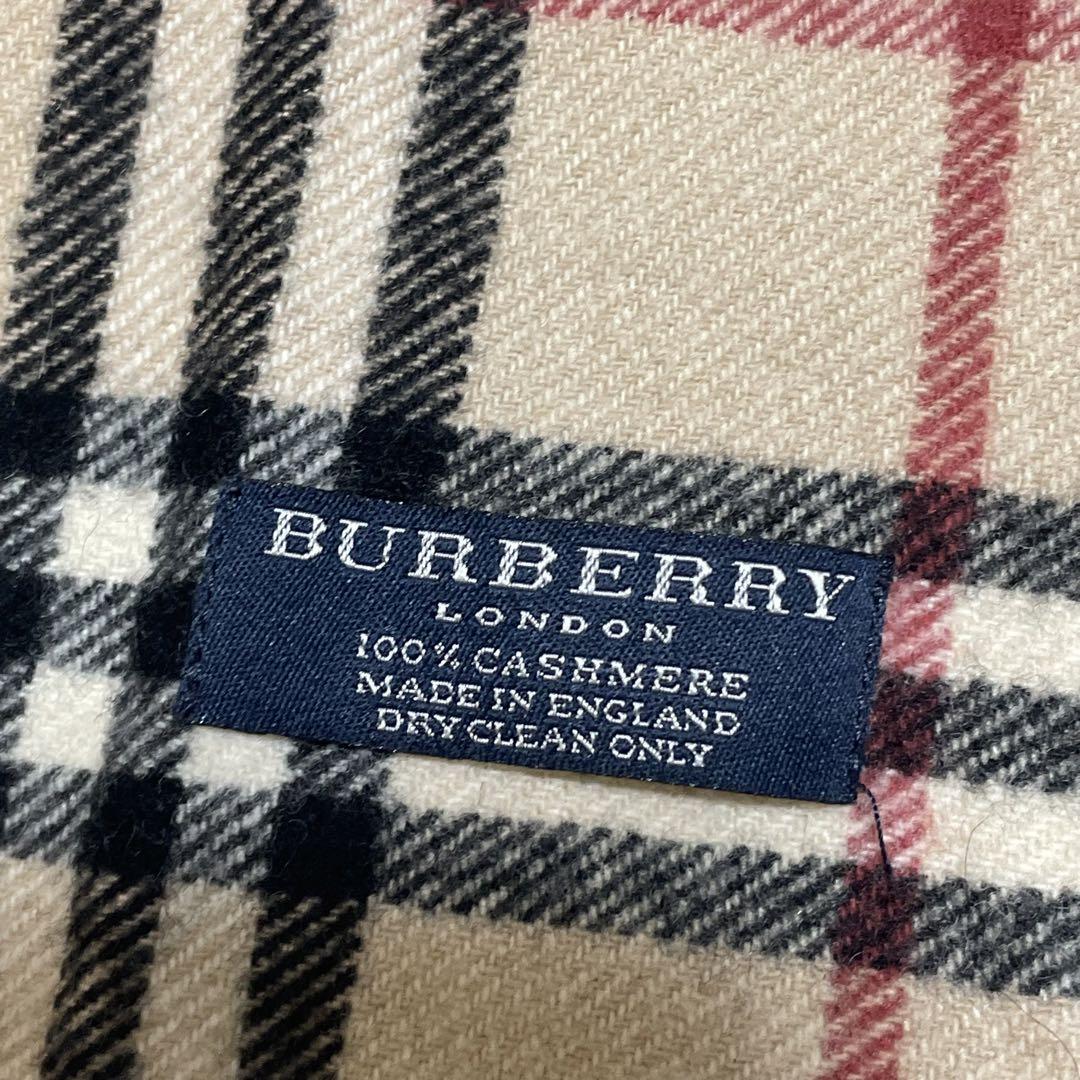 BURBERRY
LONDON
100% CASHMERE
MADE IN ENGLAND
DRY CLEAN ONLY